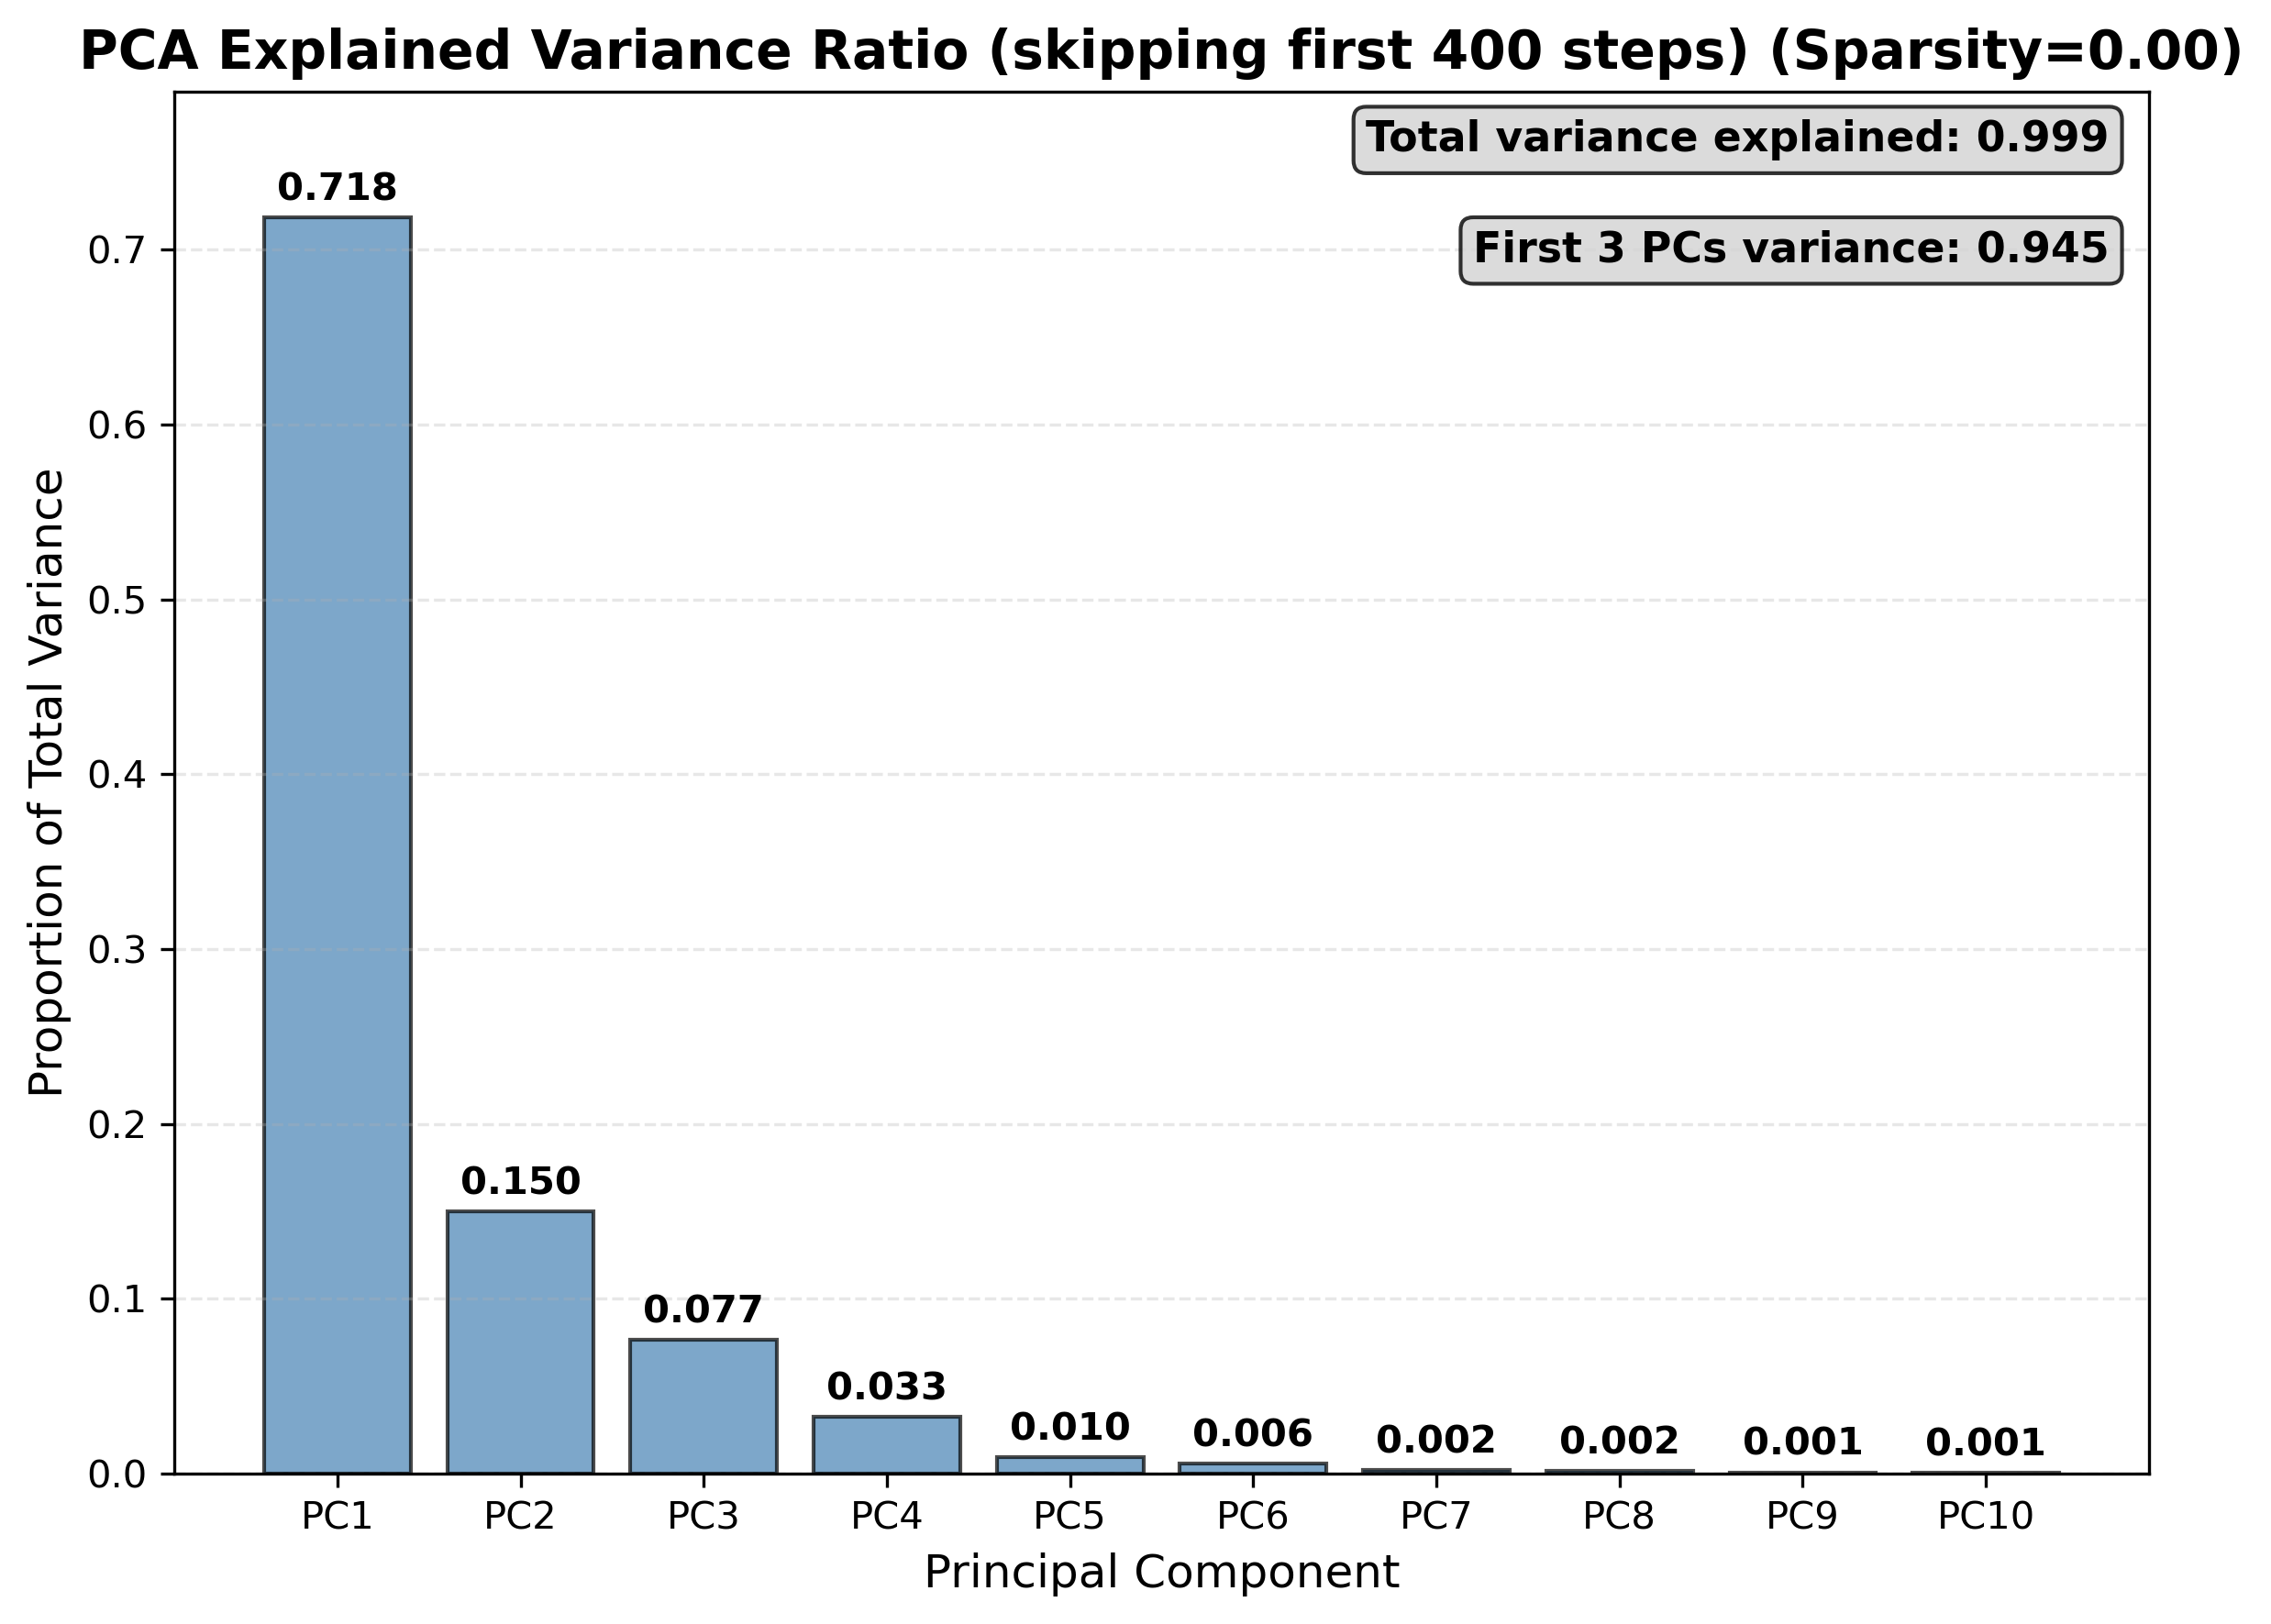 PCA Explained Variance Ratio (skipping first 400 steps) (Sparsity=0.00)
Total variance explained: 0.999
First 3 PCs variance: 0.945
Proportion of Total Variance
0.7
0.6
0.5
0.4
0.3
0.2
0.1
0.0
0.718
0.150
0.077
0.033
0.010
0.006
0.002
0.002
0.001
0.001
PC1
PC2
PC3
PC4
PC5
PC6
PC7
PC8
PC9
PC10
Principal Component